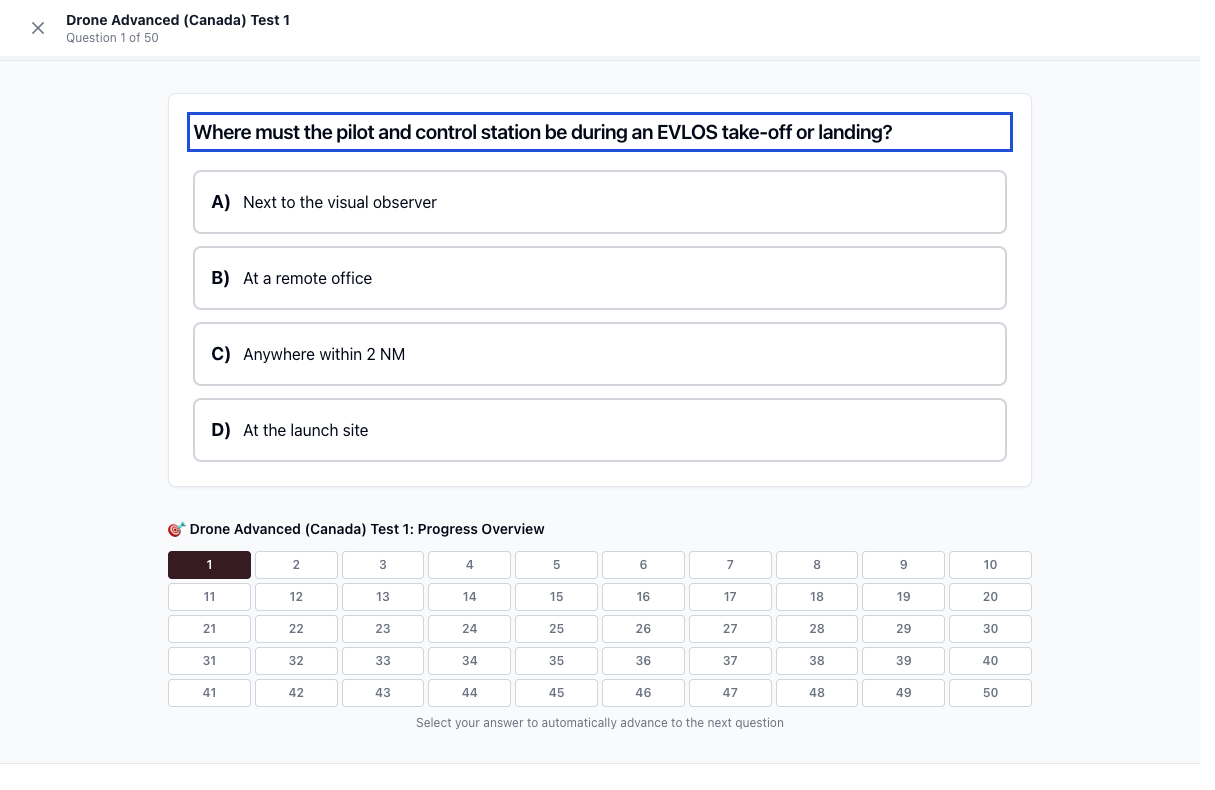 Drone Advanced (Canada) Test 1
Question 1 of 50
Where must the pilot and control station be during an EVLOS take-off or landing?
A) Next to the visual observer
B) At a remote office
C) Anywhere within 2 NM
D) At the launch site
🎯 Drone Advanced (Canada) Test 1: Progress Overview
1 2 3 4 5 6 7 8 9 10
11 12 13 14 15 16 17 18 19 20
21 22 23 24 25 26 27 28 29 30
31 32 33 34 35 36 37 38 39 40
41 42 43 44 45 46 47 48 49 50
Select your answer to automatically advance to the next question